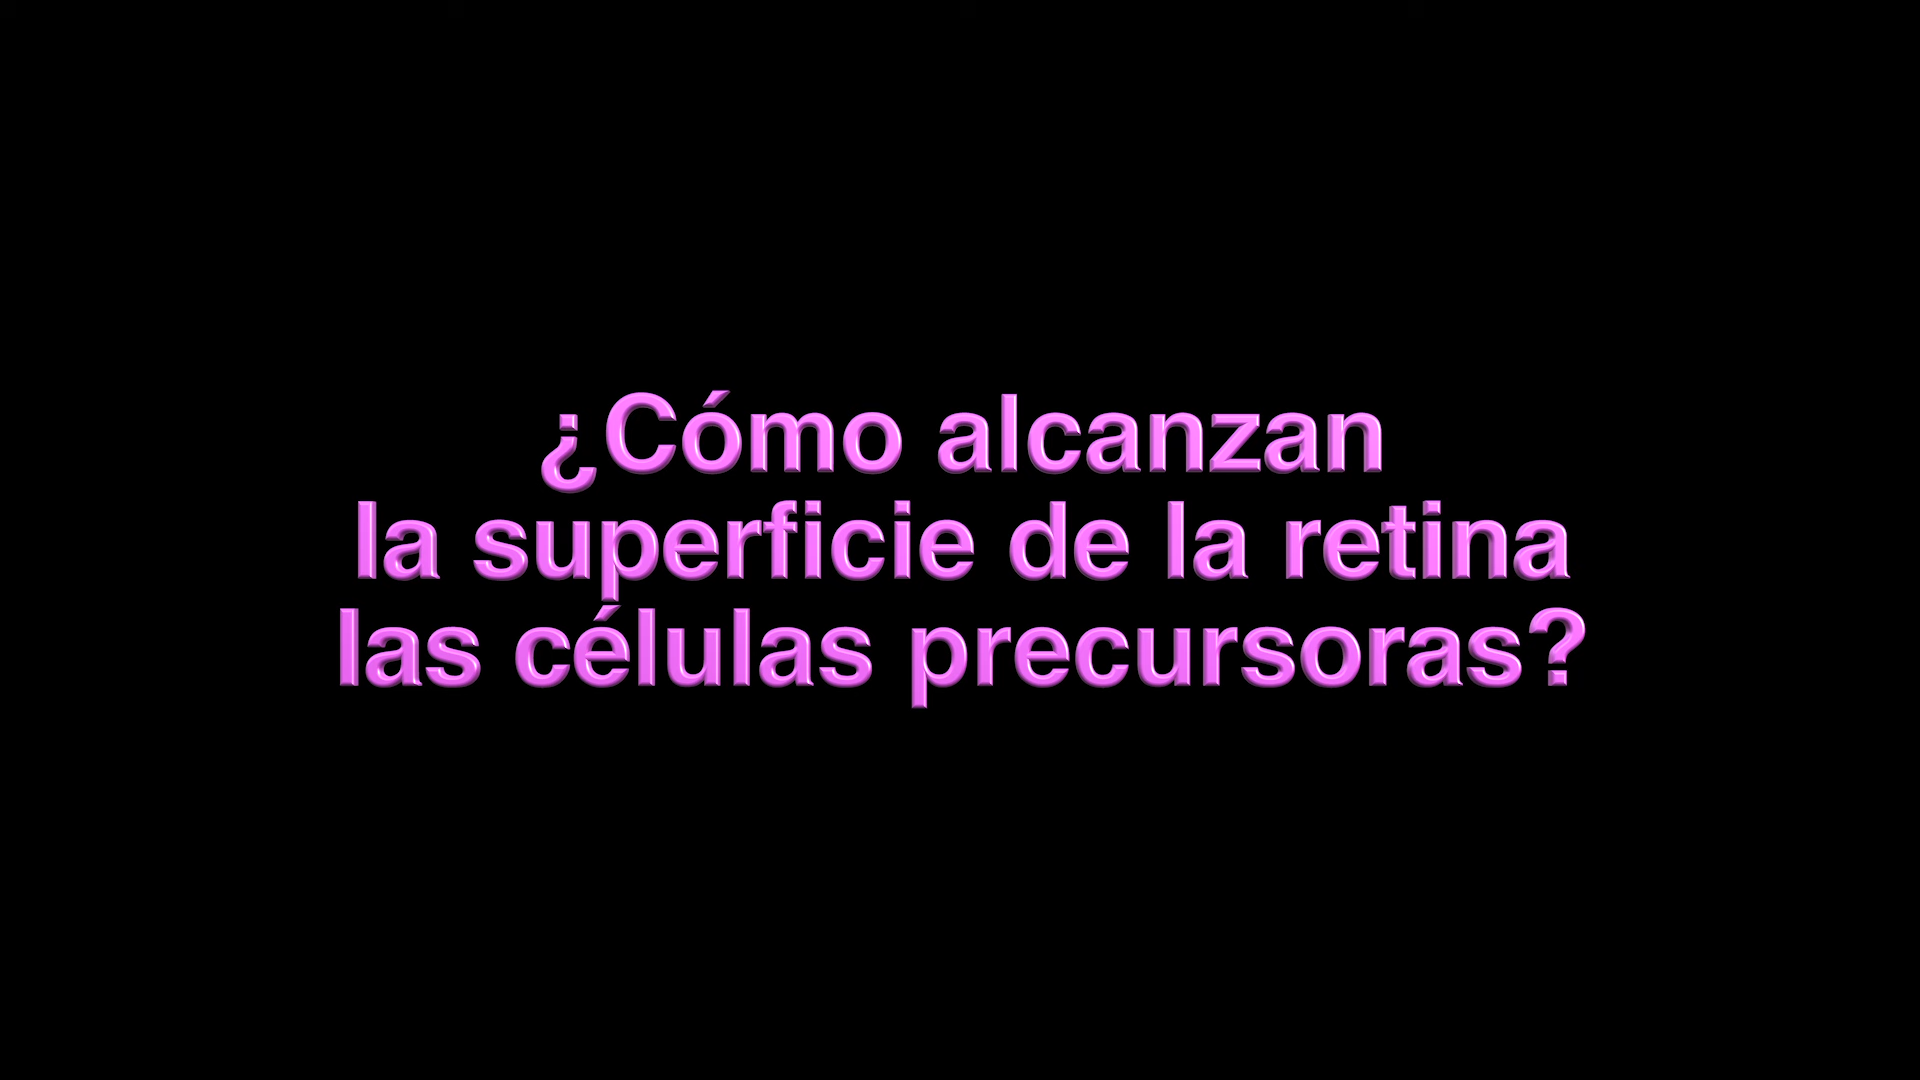 ¿Cómo alcanzan
la superficie de la retina
las células precursoras?